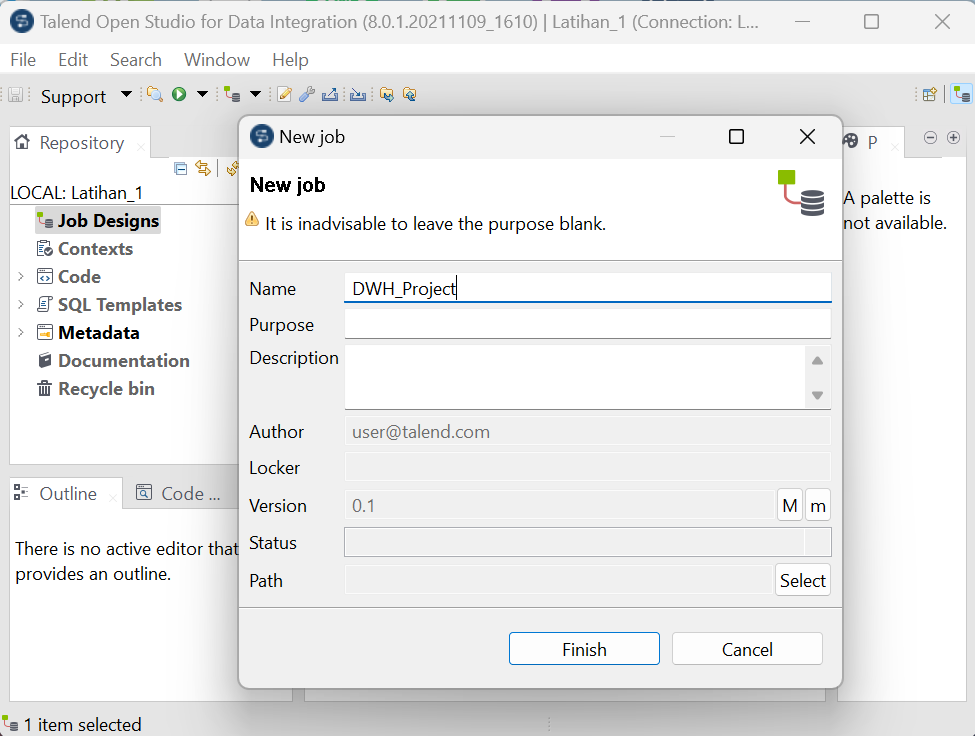 Talend Open Studio for Data Integration (8.0.1.20211109_1610) | Latihan_1 (Connection: L...
File Edit Search Window Help
Support
Repository
LOCAL: Latihan_1
Job Designs
Contexts
Code
SQL Templates
Metadata
Documentation
Recycle bin
Outline
Code ...
There is no active editor that
provides an outline.
New job
New job
It is inadvisable to leave the purpose blank.
Name DWH_Project
Purpose
Description
Author user@talend.com
Locker
Version 0.1 M m
Status
Path Select
Finish Cancel
P
A palette is
not available.
1 item selected